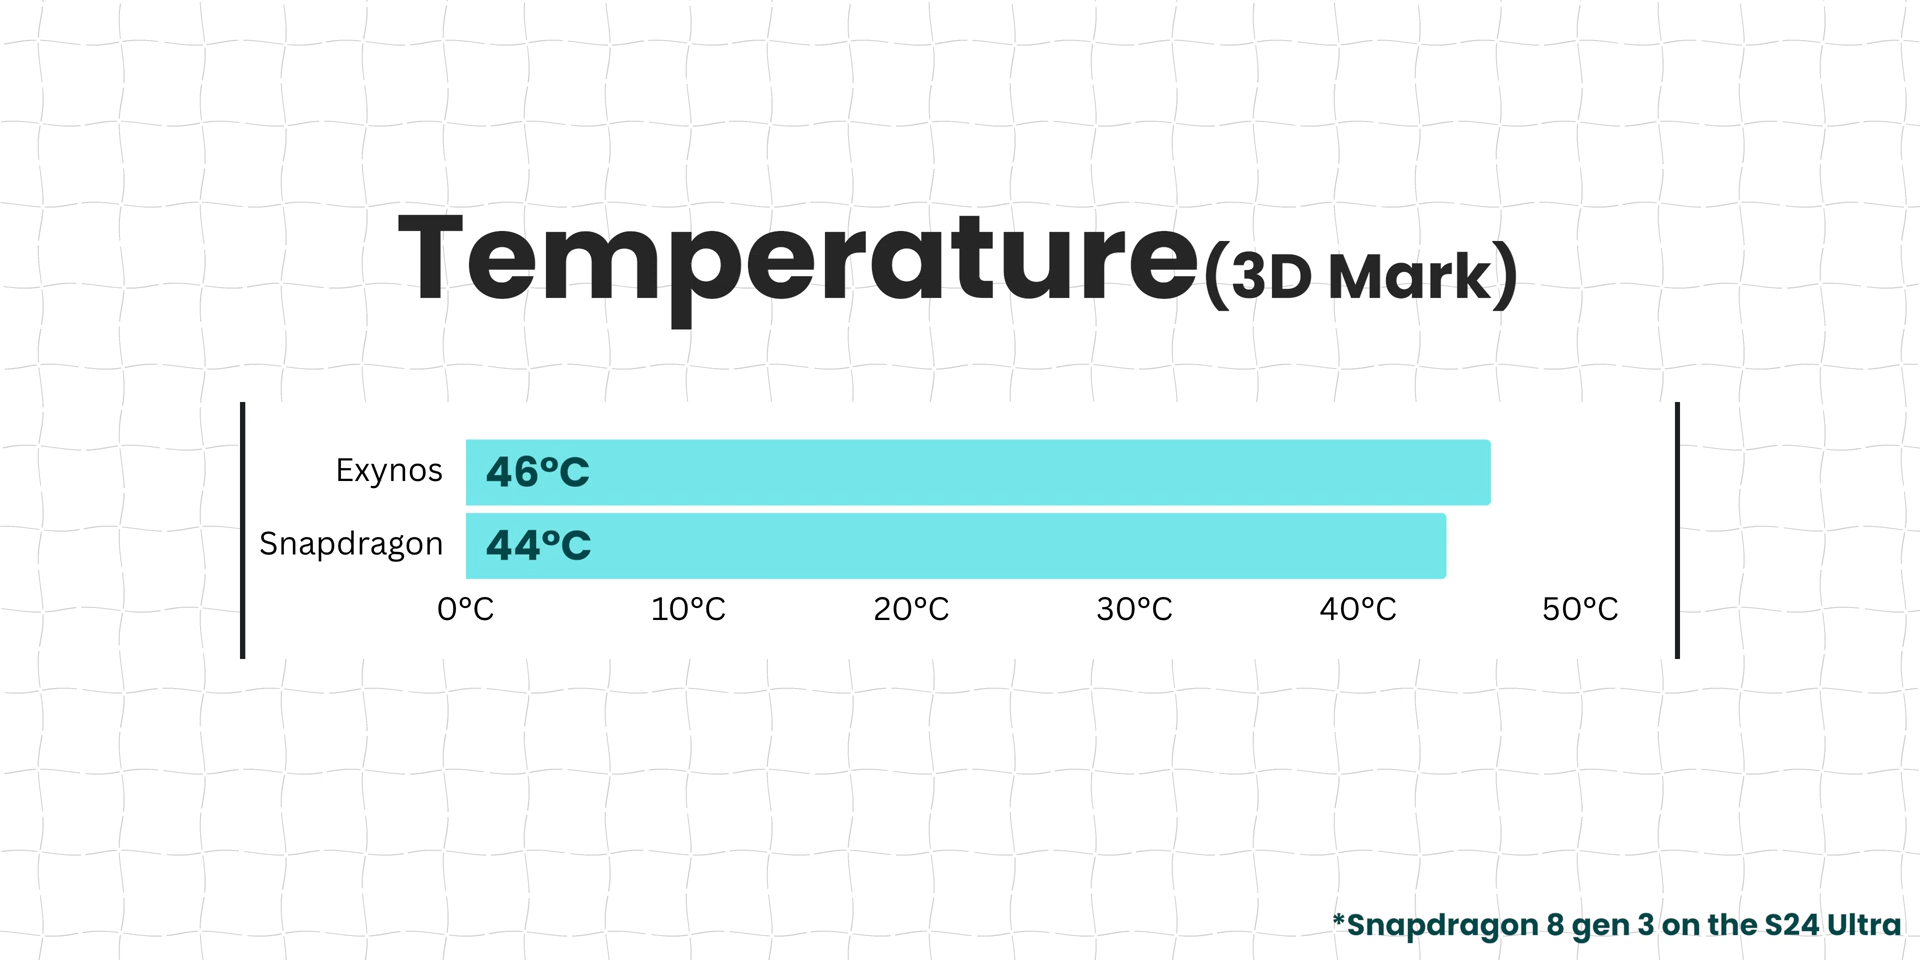 Temperature(3D Mark)
Exynos 46°C
Snapdragon 44°C
0°C 10°C 20°C 30°C 40°C 50°C
*Snapdragon 8 gen 3 on the S24 Ultra